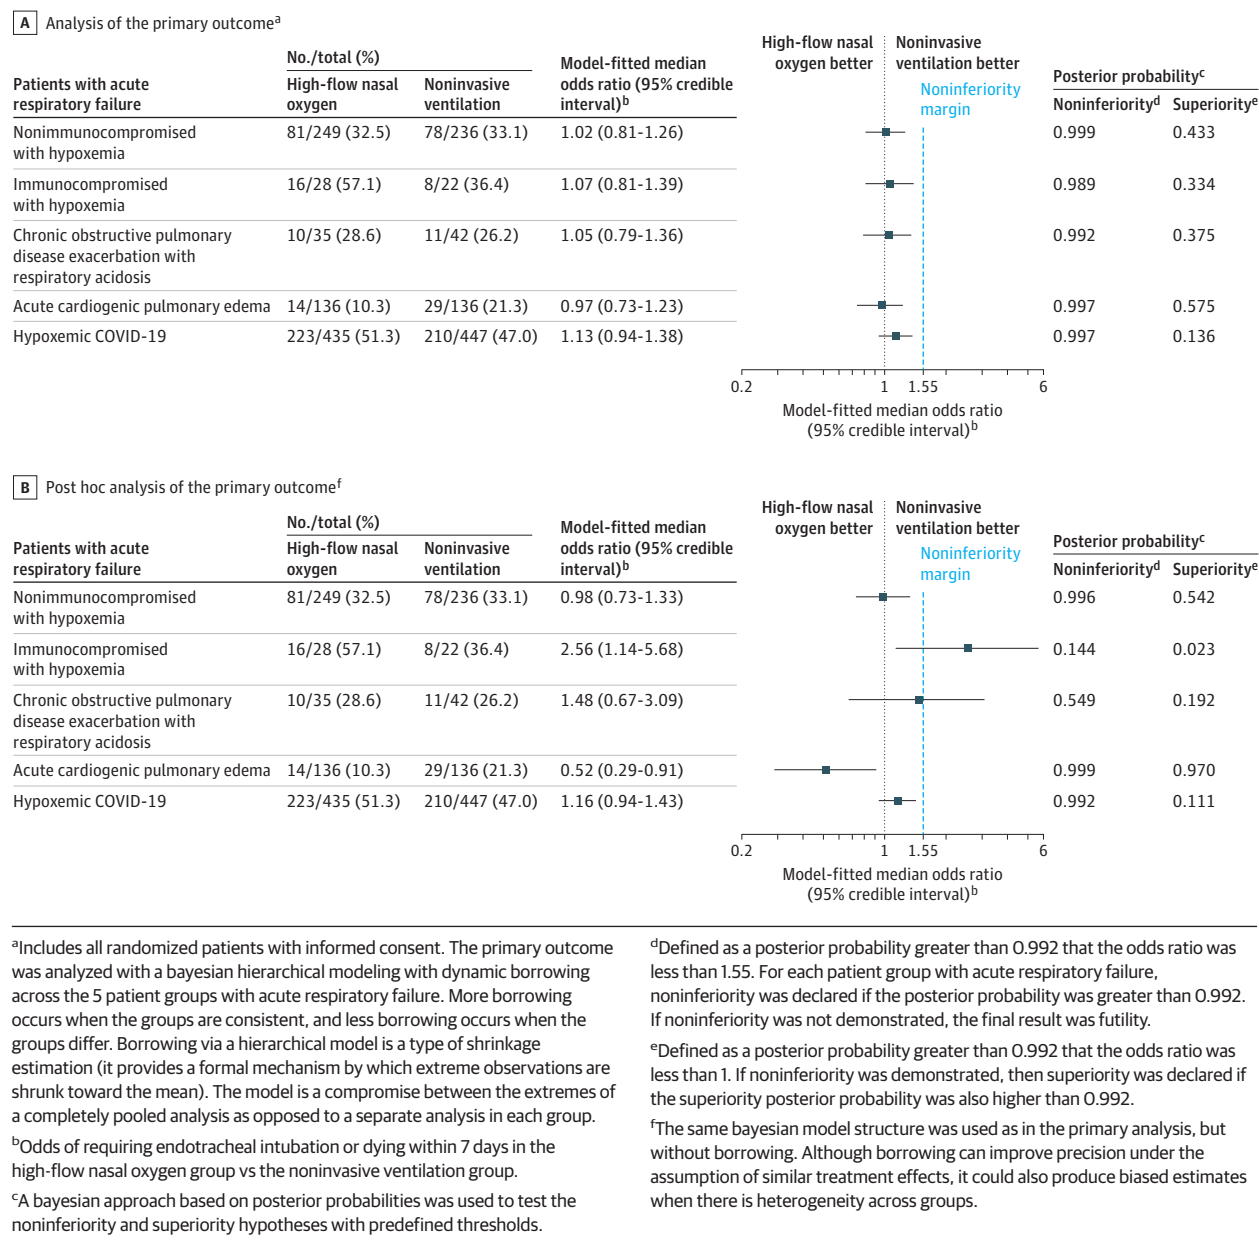 A Analysis of the primary outcomea
Patients with acute
respiratory failure
No./total (%)
High-flow nasal
oxygen
Noninvasive
ventilation
Model-fitted median
odds ratio (95% credible
interval)b
High-flow nasal
oxygen better
Noninvasive
ventilation better
Noninferiority
margin
Posterior probabilityc
Noninferiorityd Superioritye
Nonimmunocompromised
with hypoxemia
81/249 (32.5) 78/236 (33.1) 1.02 (0.81-1.26) 0.999 0.433
Immunocompromised
with hypoxemia
16/28 (57.1) 8/22 (36.4) 1.07 (0.81-1.39) 0.989 0.334
Chronic obstructive pulmonary
disease exacerbation with
respiratory acidosis
10/35 (28.6) 11/42 (26.2) 1.05 (0.79-1.36) 0.992 0.375
Acute cardiogenic pulmonary edema 14/136 (10.3) 29/136 (21.3) 0.97 (0.73-1.23) 0.997 0.575
Hypoxemic COVID-19 223/435 (51.3) 210/447 (47.0) 1.13 (0.94-1.38) 0.997 0.136
0.2 1 1.55 6
Model-fitted median odds ratio
(95% credible interval)b
B Post hoc analysis of the primary outcomef
Patients with acute
respiratory failure
No./total (%)
High-flow nasal
oxygen
Noninvasive
ventilation
Model-fitted median
odds ratio (95% credible
interval)b
High-flow nasal
oxygen better
Noninvasive
ventilation better
Noninferiority
margin
Posterior probabilityc
Noninferiorityd Superioritye
Nonimmunocompromised
with hypoxemia
81/249 (32.5) 78/236 (33.1) 0.98 (0.73-1.33) 0.996 0.542
Immunocompromised
with hypoxemia
16/28 (57.1) 8/22 (36.4) 2.56 (1.14-5.68) 0.144 0.023
Chronic obstructive pulmonary
disease exacerbation with
respiratory acidosis
10/35 (28.6) 11/42 (26.2) 1.48 (0.67-3.09) 0.549 0.192
Acute cardiogenic pulmonary edema 14/136 (10.3) 29/136 (21.3) 0.52 (0.29-0.91) 0.999 0.970
Hypoxemic COVID-19 223/435 (51.3) 210/447 (47.0) 1.16 (0.94-1.43) 0.992 0.111
0.2 1 1.55 6
Model-fitted median odds ratio
(95% credible interval)b
aIncludes all randomized patients with informed consent. The primary outcome
was analyzed with a bayesian hierarchical modeling with dynamic borrowing
across the 5 patient groups with acute respiratory failure. More borrowing
occurs when the groups are consistent, and less borrowing occurs when the
groups differ. Borrowing via a hierarchical model is a type of shrinkage
estimation (it provides a formal mechanism by which extreme observations are
shrunk toward the mean). The model is a compromise between the extremes of
a completely pooled analysis as opposed to a separate analysis in each group.
bOdds of requiring endotracheal intubation or dying within 7 days in the
high-flow nasal oxygen group vs the noninvasive ventilation group.
cA bayesian approach based on posterior probabilities was used to test the
noninferiority and superiority hypotheses with predefined thresholds.
dDefined as a posterior probability greater than 0.992 that the odds ratio was
less than 1.55. For each patient group with acute respiratory failure,
noninferiority was declared if the posterior probability was greater than 0.992.
If noninferiority was not demonstrated, the final result was futility.
eDefined as a posterior probability greater than 0.992 that the odds ratio was
less than 1. If noninferiority was demonstrated, then superiority was declared if
the superiority posterior probability was also higher than 0.992.
fThe same bayesian model structure was used as in the primary analysis, but
without borrowing. Although borrowing can improve precision under the
assumption of similar treatment effects, it could also produce biased estimates
when there is heterogeneity across groups.